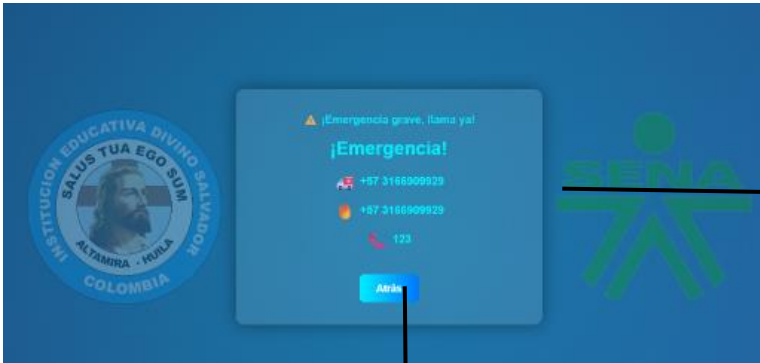 INSTITUCION EDUCATIVA DIVINO SALVADOR
SALUS TUA EGO SUM
ALTAMIRA - HUILA
COLOMBIA
¡Emergencia grave, llama ya!
¡Emergencia!
+57 3166909929
+57 3166909929
123
Atrás
SENA